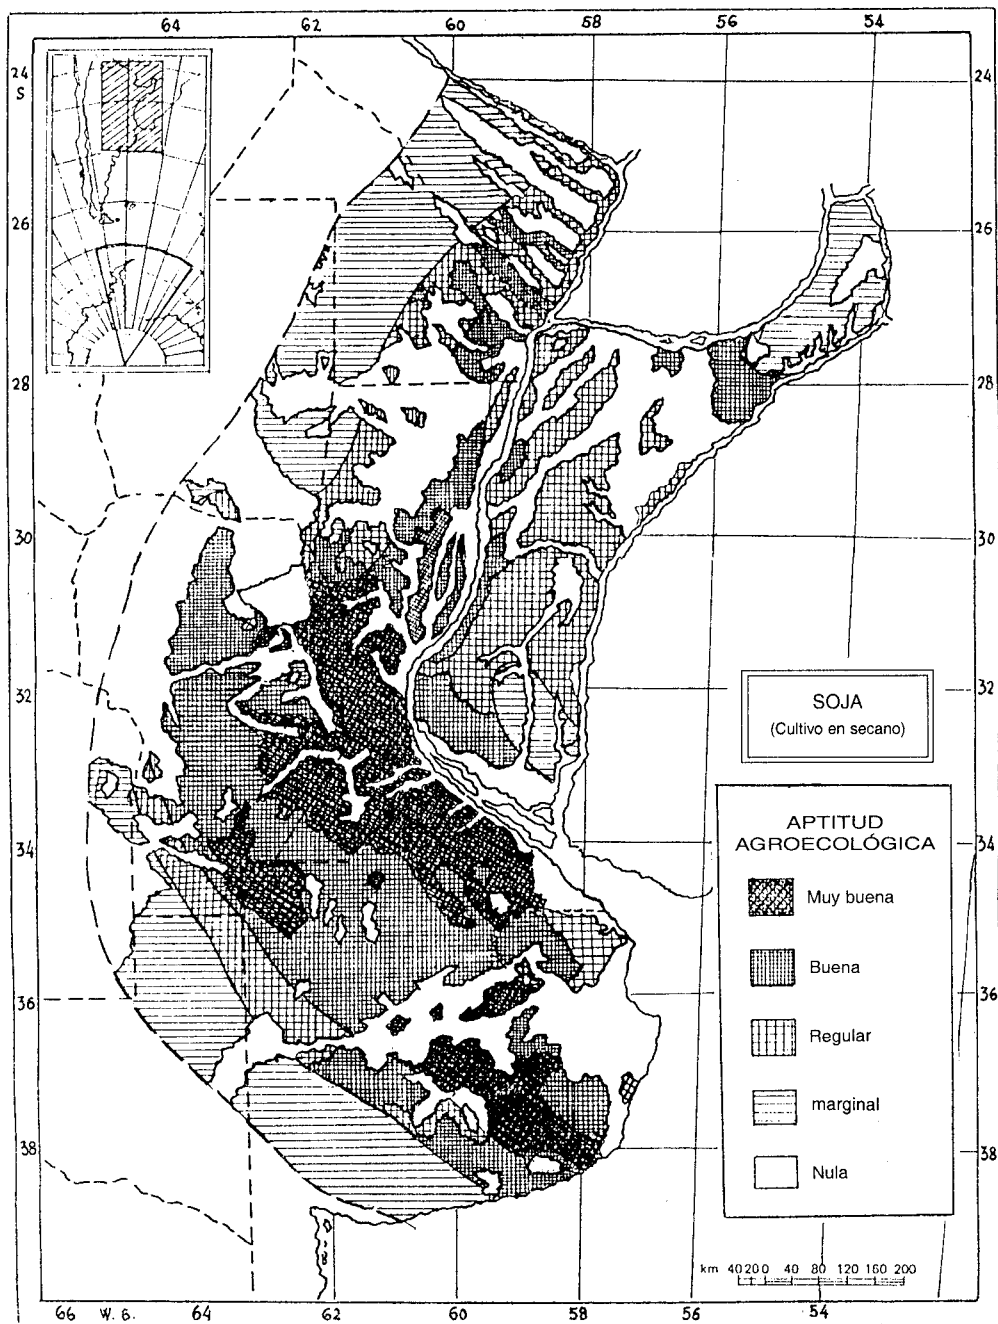 64 62 60 58 56 54
24
S
24
26
26
28
28
30
30
32
32
34
34
36
36
38
38
SOJA
(Cultivo en secano)
APTITUD
AGROECOLÓGICA
Muy buena
Buena
Regular
marginal
Nula
km 40 20 0 40 80 120 160 200
66 W. G. 64 62 60 58 56 54